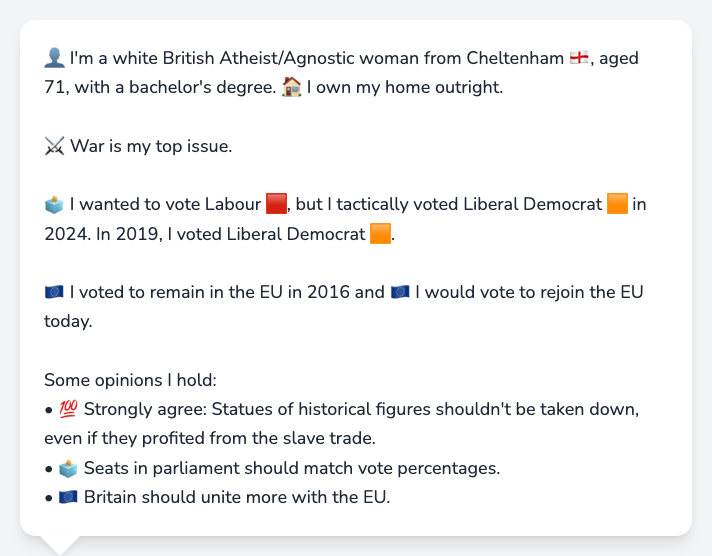 👤 I'm a white British Atheist/Agnostic woman from Cheltenham 🏴󠁧󠁢󠁥󠁮󠁧󠁿, aged
71, with a bachelor's degree. 🏠 I own my home outright.
⚔️ War is my top issue.
🗳️ I wanted to vote Labour 🟥, but I tactically voted Liberal Democrat 🟧 in
2024. In 2019, I voted Liberal Democrat 🟧.
🇪🇺 I voted to remain in the EU in 2016 and 🇪🇺 I would vote to rejoin the EU
today.
Some opinions I hold:
• 💯 Strongly agree: Statues of historical figures shouldn't be taken down,
even if they profited from the slave trade.
• 🗳️ Seats in parliament should match vote percentages.
• 🇪🇺 Britain should unite more with the EU.